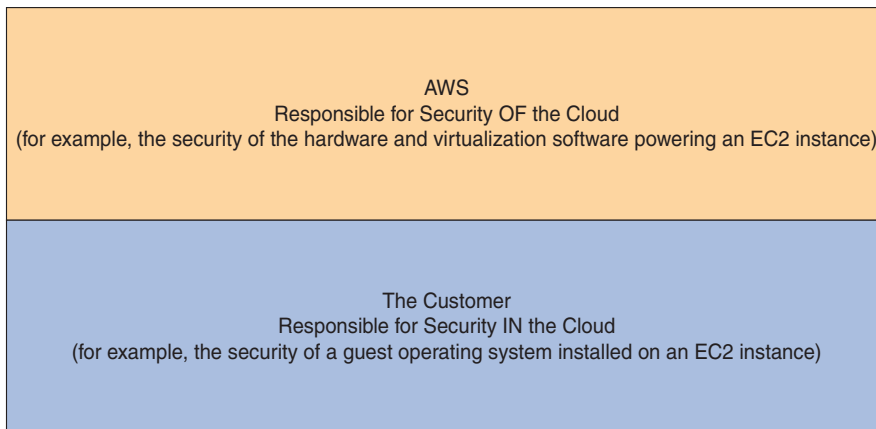 AWS
Responsible for Security OF the Cloud
(for example, the security of the hardware and virtualization software powering an EC2 instance)
The Customer
Responsible for Security IN the Cloud
(for example, the security of a guest operating system installed on an EC2 instance)